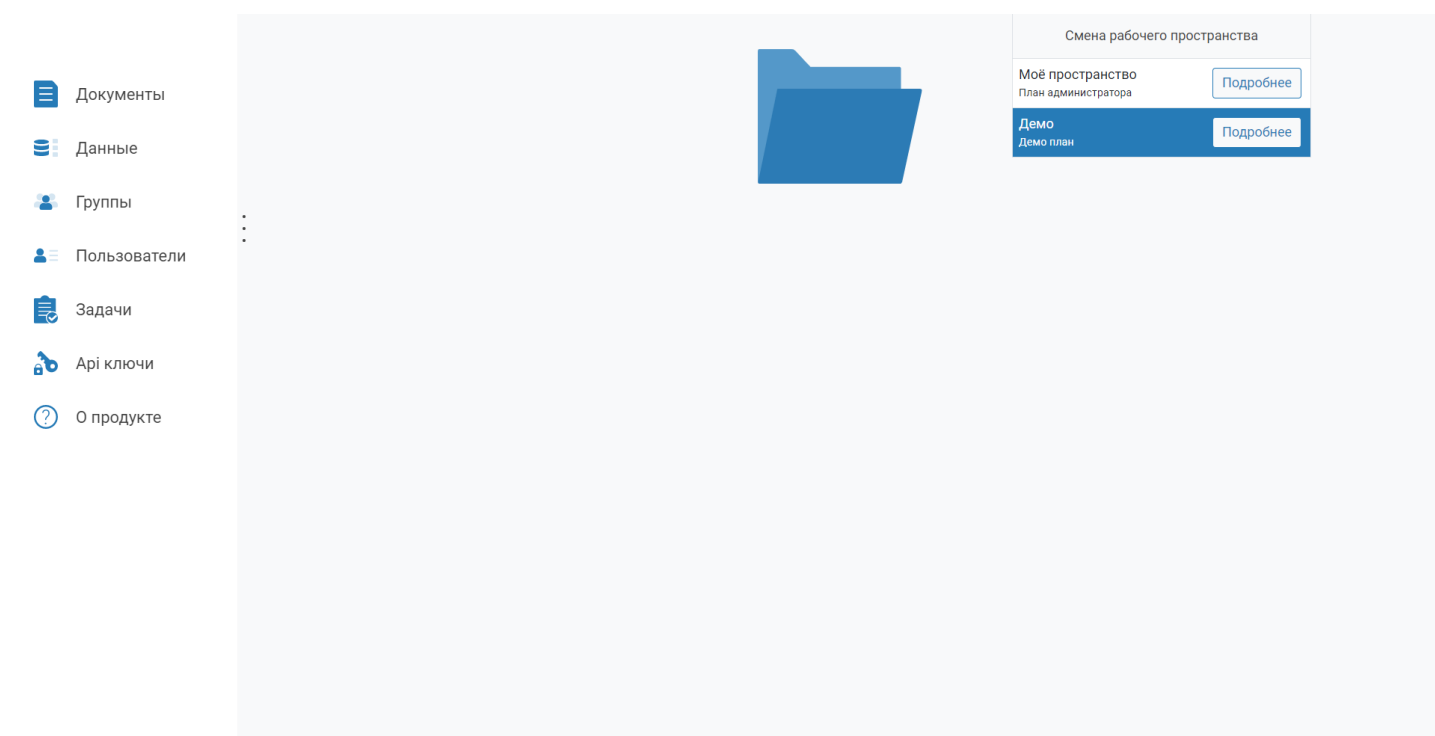 Документы
Данные
Группы
Пользователи
Задачи
Api ключи
О продукте
Смена рабочего пространства
Моё пространство
План администратора
Подробнее
Демо
Демо план
Подробнее